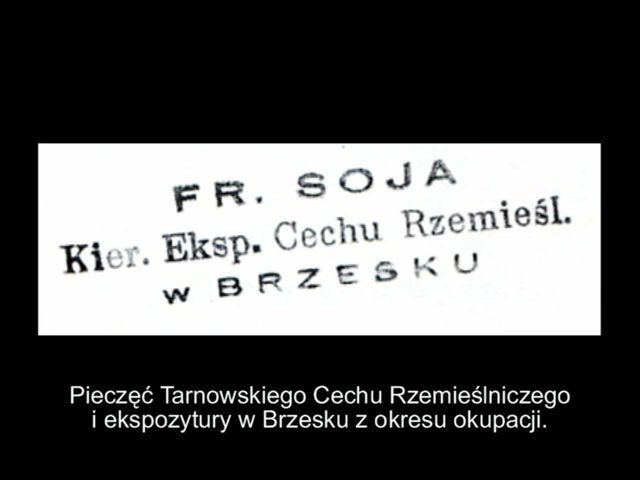 FR. SOJA
Kier. Eksp. Cechu Rzemieśl.
w BRZESKU
Pieczęć Tarnowskiego Cechu Rzemieślniczego
i ekspozytury w Brzesku z okresu okupacji.